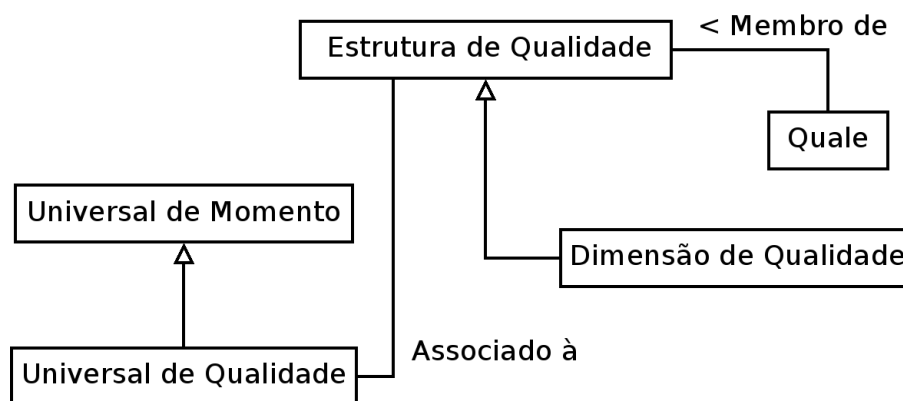 < Membro de
Estrutura de Qualidade
Quale
Universal de Momento
Dimensão de Qualidade
Associado à
Universal de Qualidade